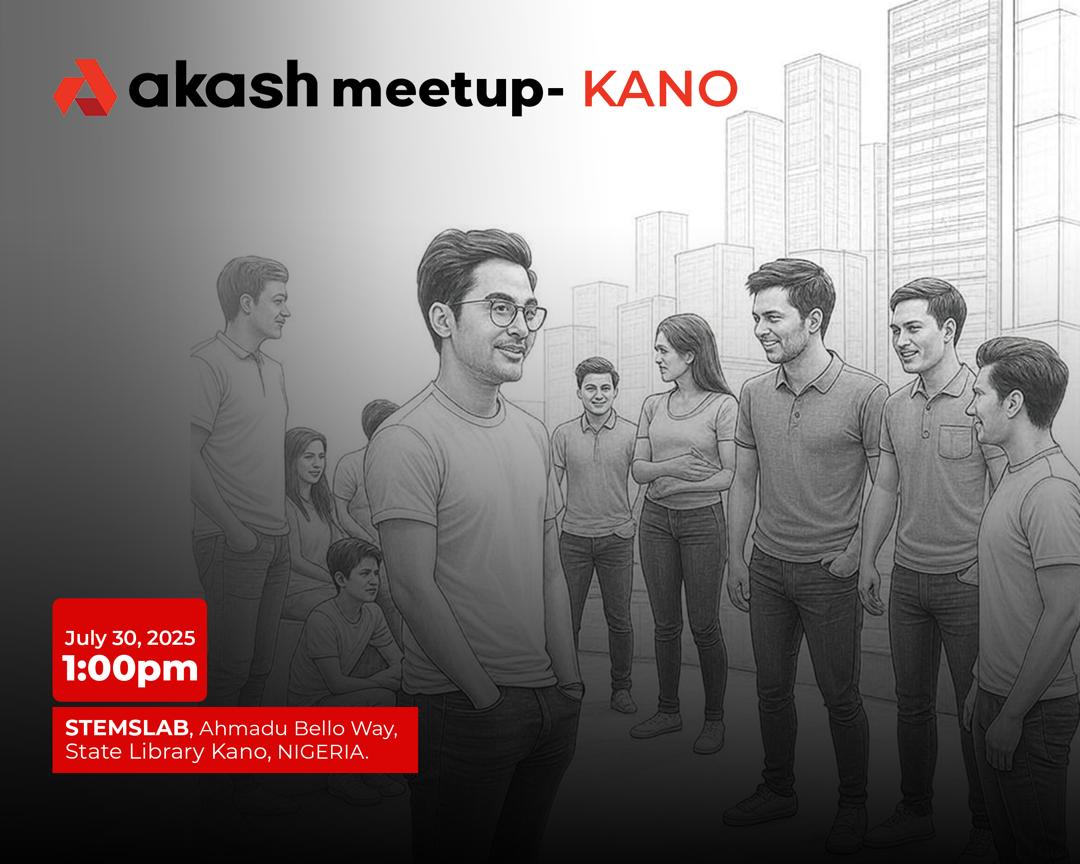 akash meetup- KANO
July 30, 2025
1:00pm
STEMSLAB, Ahmadu Bello Way,
State Library Kano, NIGERIA.